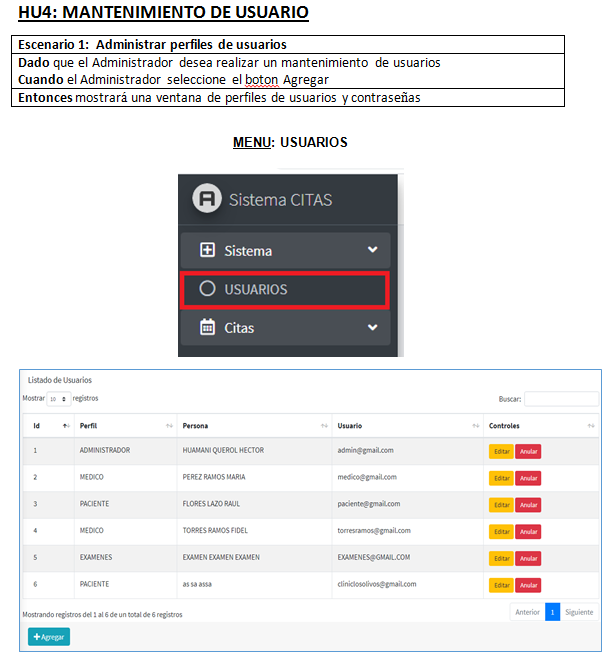 HU4: MANTENIMIENTO DE USUARIO
Escenario 1: Administrar perfiles de usuarios
Dado que el Administrador desea realizar un mantenimiento de usuarios
Cuando el Administrador seleccione el boton Agregar
Entonces mostrará una ventana de perfiles de usuarios y contraseñas
MENU: USUARIOS
Sistema CITAS
Sistema
USUARIOS
Citas
Listado de Usuarios
Mostrar 10 registros Buscar:
Id Perfil Persona Usuario Controles
1 ADMINISTRADOR HUAMANI QUEROL HECTOR admin@gmail.com Editar Anular
2 MEDICO PEREZ RAMOS MARIA medico@gmail.com Editar Anular
3 PACIENTE FLORES LAZO RAUL paciente@gmail.com Editar Anular
4 MEDICO TORRES RAMOS FIDEL torresramos@gmail.com Editar Anular
5 EXAMENES EXAMEN EXAMEN EXAMEN EXAMENES@GMAIL.COM Editar Anular
6 PACIENTE as sa assa cliniclosolivos@gmail.com Editar Anular
Mostrando registros del 1 al 6 de un total de 6 registros Anterior 1 Siguiente
+ Agregar